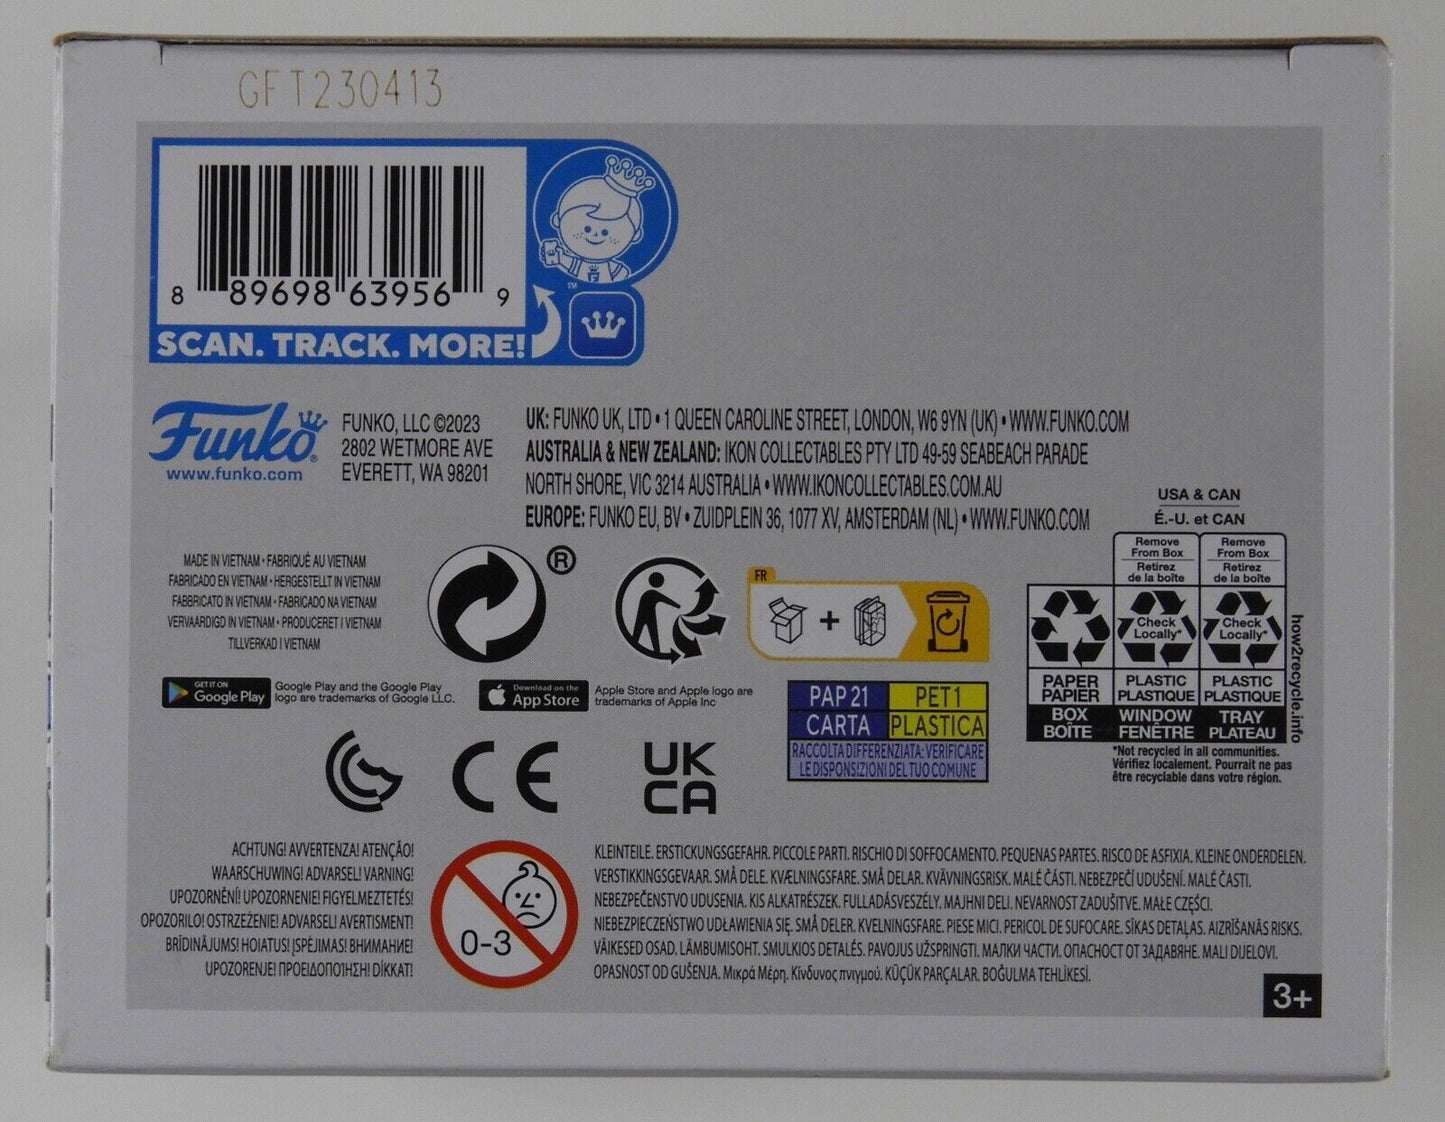 GFT230413
8 89698 63956 9
SCAN. TRACK. MORE!
TM
Funko
www.funko.com
FUNKO, LLC ©2023
2802 WETMORE AVE
EVERETT, WA 98201
UK: FUNKO UK, LTD • 1 QUEEN CAROLINE STREET, LONDON, W6 9YN (UK) • WWW.FUNKO.COM
AUSTRALIA & NEW ZEALAND: IKON COLLECTABLES PTY LTD 49-59 SEABEACH PARADE
NORTH SHORE, VIC 3214 AUSTRALIA • WWW.IKONCOLLECTABLES.COM.AU
EUROPE: FUNKO EU, BV • ZUIDPLEIN 36, 1077 XV, AMSTERDAM (NL) • WWW.FUNKO.COM
USA & CAN
É.-U. et CAN
Remove
From Box
Retirez
de la boîte
Remove
From Box
Retirez
de la boîte
Check
Locally*
Check
Locally*
PAPER
PAPIER
PLASTIC
PLASTIQUE
PLASTIC
PLASTIQUE
BOX
BOÎTE
WINDOW
FENÊTRE
TRAY
PLATEAU
how2recycle.info
*Not recycled in all communities.
Vérifiez localement. Pourrait ne pas
être recyclable dans votre région.
MADE IN VIETNAM • FABRIQUÉ AU VIETNAM
FABRICADO EN VIETNAM • HERGESTELLT IN VIETNAM
FABBRICATO IN VIETNAM • FABRICADO NA VIETNAM
VERVAARDIGD IN VIETNAM • PRODUCERET I VIETNAM
TILLVERKAD I VIETNAM
®
FR
+
GET IT ON
Google Play
Google Play and the Google Play
logo are trademarks of Google LLC.
Download on the
App Store
Apple Store and Apple logo are
trademarks of Apple Inc
PAP 21 PET1
CARTA PLASTICA
RACCOLTA DIFFERENZIATA: VERIFICARE
LE DISPOSIZIONI DEL TUO COMUNE
CE
UK
CA
ACHTUNG! AVVERTENZA! ATENÇÃO!
WAARSCHUWING! ADVARSEL! VARNING!
UPOZORNĚNÍ! UPOZORNENIE! FIGYELMEZTETÉS!
OPOZORILO! OSTRZEŻENIE! ADVARSEL! AVERTISMENT!
BRĪDINĀJUMS! HOIATUS! ĮSPĖJIMAS! ВНИМАНИЕ!
UPOZORENJE! ΠΡΟΕΙΔΟΠΟΊΗΣΗ! DİKKAT!
0-3
KLEINTEILE. ERSTICKUNGSGEFAHR. PICCOLE PARTI. RISCHIO DI SOFFOCAMENTO. PEQUENAS PARTES. RISCO DE ASFIXIA. KLEINE ONDERDELEN.
VERSTIKKINGSGEVAAR. SMÅ DELE. KVÆLNINGSFARE. SMÅ DELAR. KVÄVNINGSRISK. MALÉ ČÁSTI. NEBEZPEČÍ UDUŠENÍ. MALÉ ČASTI.
NEBEZPEČENSTVO UDUSENIA. KIS ALKATRÉSZEK. FULLADÁSVESZÉLY. MAJHNI DELI. NEVARNOST ZADUŠITVE. MAŁE CZĘŚCI.
NIEBEZPIECZEŃSTWO UDŁAWIENIA SIĘ. SMÅ DELER. KVELNINGSFARE. PIESE MICI. PERICOL DE SUFOCARE. SĪKAS DETAĻAS. AIZRĪŠANĀS RISKS.
VÄIKESED OSAD. LÄMBUMISOHT. SMULKIOS DETALĖS. PAVOJUS UŽSPRINGTI. МАЛКИ ЧАСТИ. ОПАСНОСТ ОТ ЗАДАВЯНЕ. MALI DIJELOVI.
OPASNOST OD GUŠENJA. Μικρά Μέρη. Κίνδυνος πνιγμού. KÜÇÜK PARÇALAR. BOĞULMA TEHLİKESİ.
3+